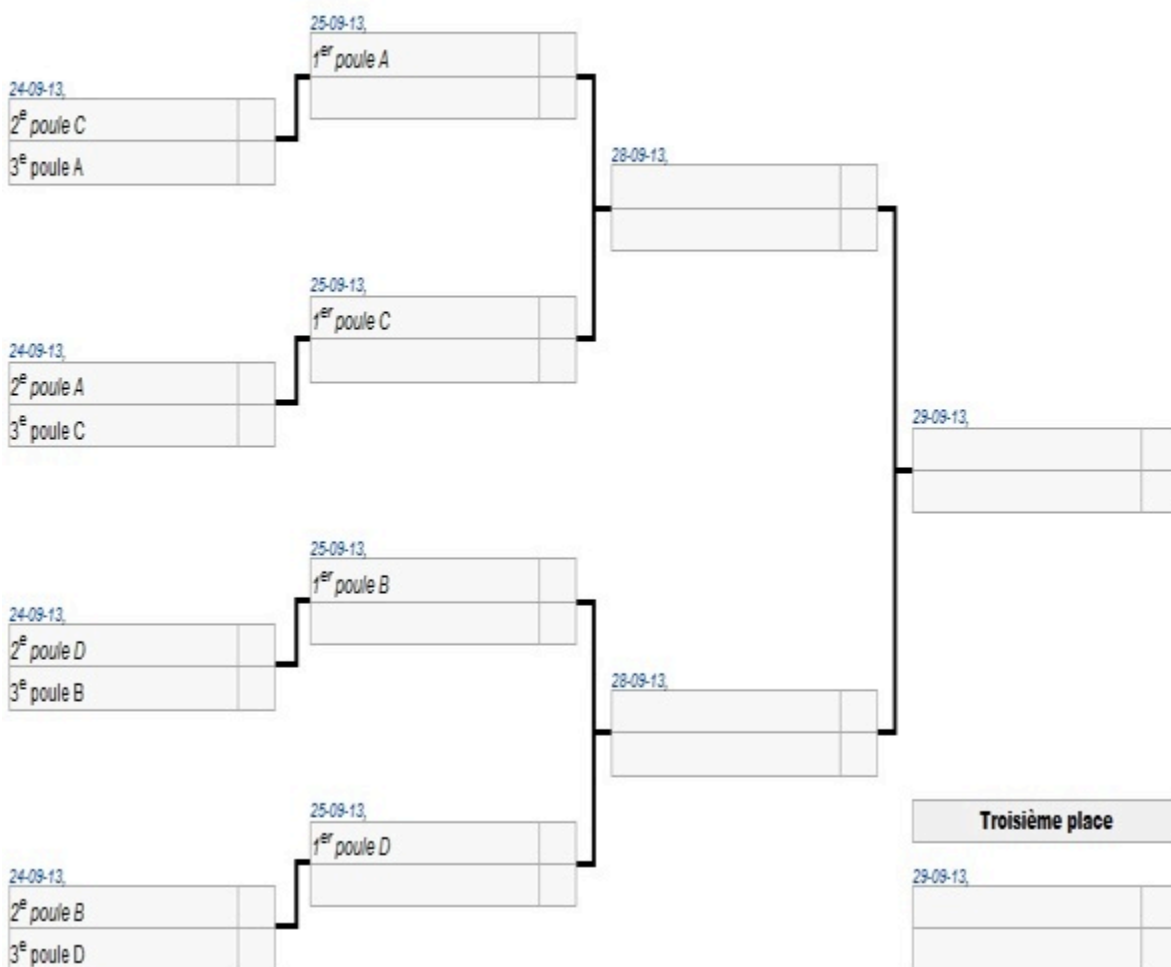 24-09-13,
2e poule C
3e poule A
24-09-13,
2e poule A
3e poule C
24-09-13,
2e poule D
3e poule B
24-09-13,
2e poule B
3e poule D
25-09-13,
1er poule A
25-09-13,
1er poule C
25-09-13,
1er poule B
25-09-13,
1er poule D
28-09-13,
28-09-13,
29-09-13,
Troisième place
29-09-13,